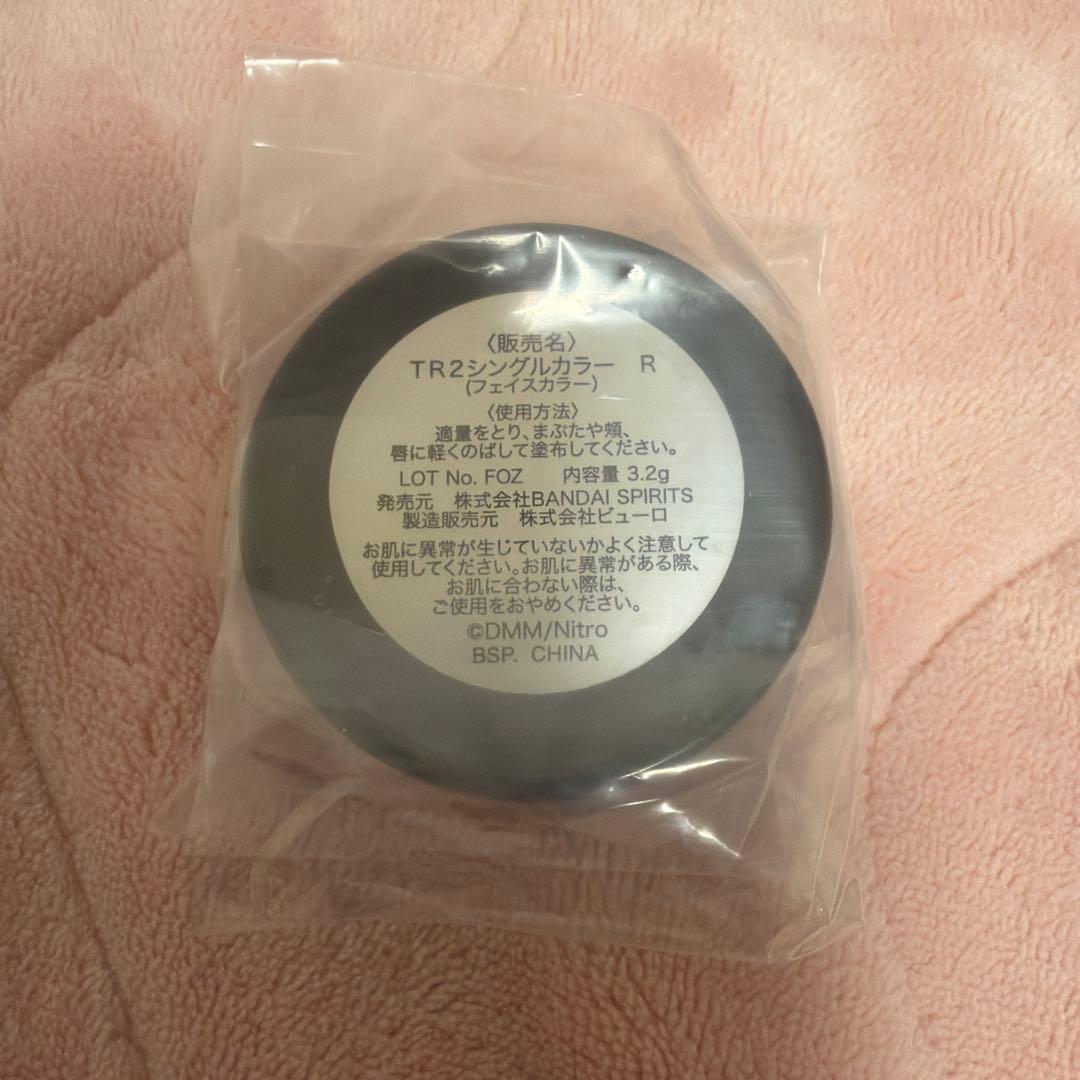 〈販売名〉
TR2シングルカラー R
(フェイスカラー)
〈使用方法〉
適量をとり、まぶたや頬、
唇に軽くのばして塗布してください。
LOT No. FOZ 内容量 3.2g
発売元 株式会社BANDAI SPIRITS
製造販売元 株式会社ビューロ
お肌に異常が生じていないかよく注意して
使用してください。お肌に異常がある際、
お肌に合わない際は、
ご使用をおやめください。
©DMM/Nitro
BSP. CHINA